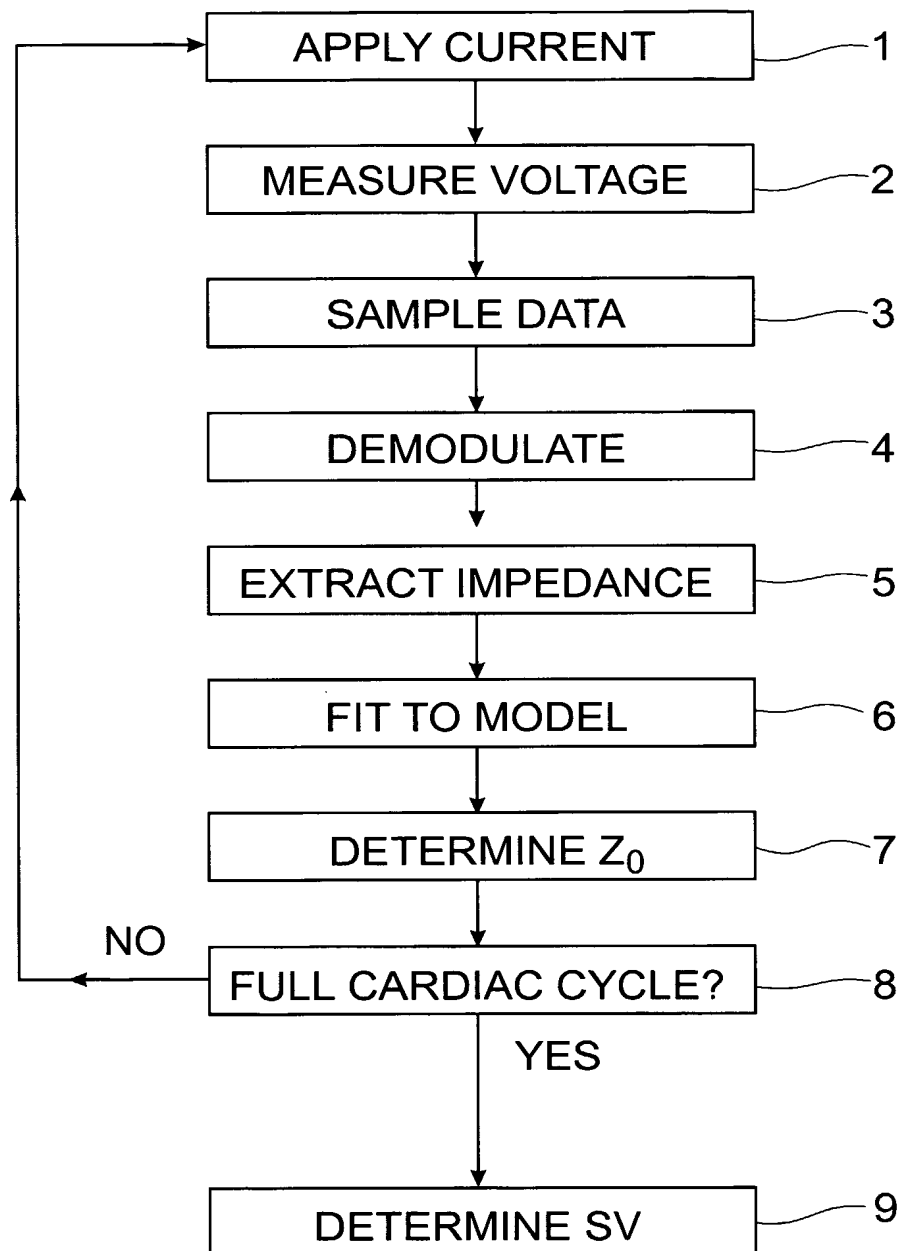 APPLY CURRENT 1
MEASURE VOLTAGE 2
SAMPLE DATA 3
DEMODULATE 4
EXTRACT IMPEDANCE 5
FIT TO MODEL 6
DETERMINE Z0 7
NO
FULL CARDIAC CYCLE? 8
YES
DETERMINE SV 9